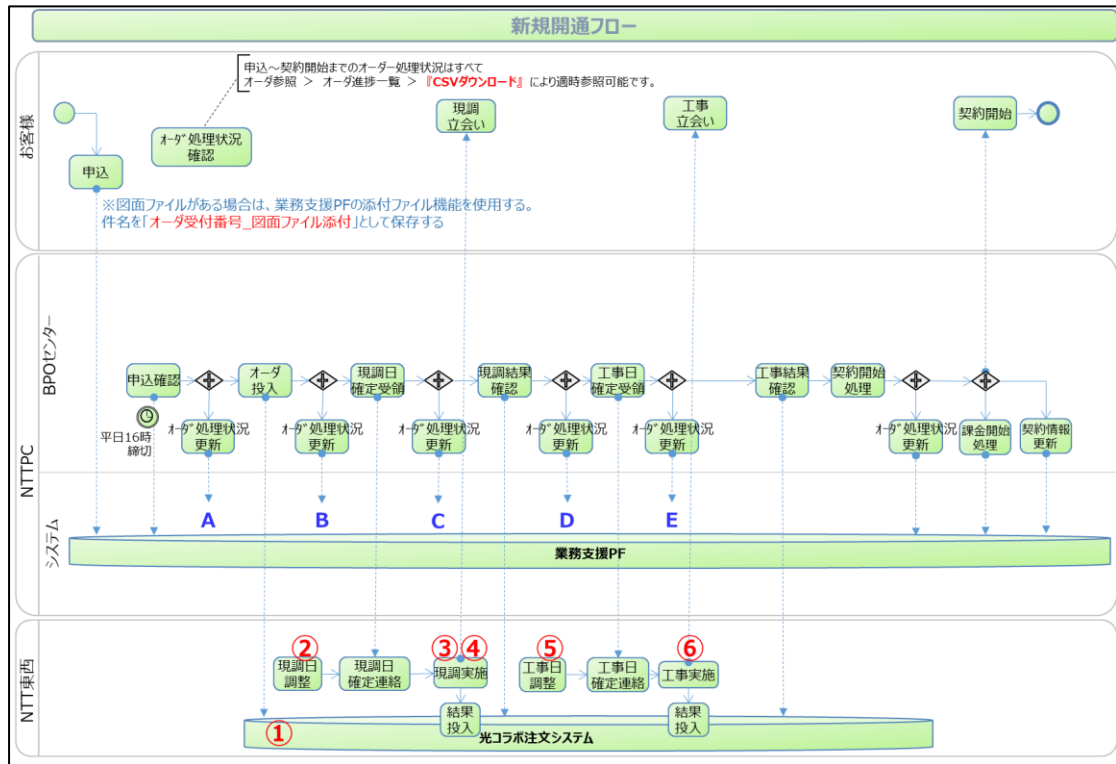 新規開通フロー
お客様
申込～契約開始までのオーダー処理状況はすべて
オーダ参照 ＞ オーダ進捗一覧 ＞ 『CSVダウンロード』により適時参照可能です。
オーダ処理状況
確認
申込
現調
立会い
工事
立会い
契約開始
※図面ファイルがある場合は、業務支援PFの添付ファイル機能を使用する。
件名を「オーダ受付番号_図面ファイル添付」として保存する
NTTPC
BPOセンター
申込確認
オーダ
投入
現調日
確定受領
現調結果
確認
工事日
確定受領
工事結果
確認
契約開始
処理
平日16時
締切
オーダ処理状況
更新
オーダ処理状況
更新
オーダ処理状況
更新
オーダ処理状況
更新
オーダ処理状況
更新
オーダ処理状況
更新
課金開始
処理
契約情報
更新
システム
A
B
C
D
E
業務支援PF
NTT東西
②
現調日
調整
現調日
確定連絡
③
④
現調実施
⑤
工事日
調整
工事日
確定連絡
⑥
工事実施
結果
投入
結果
投入
①
光コラボ注文システム